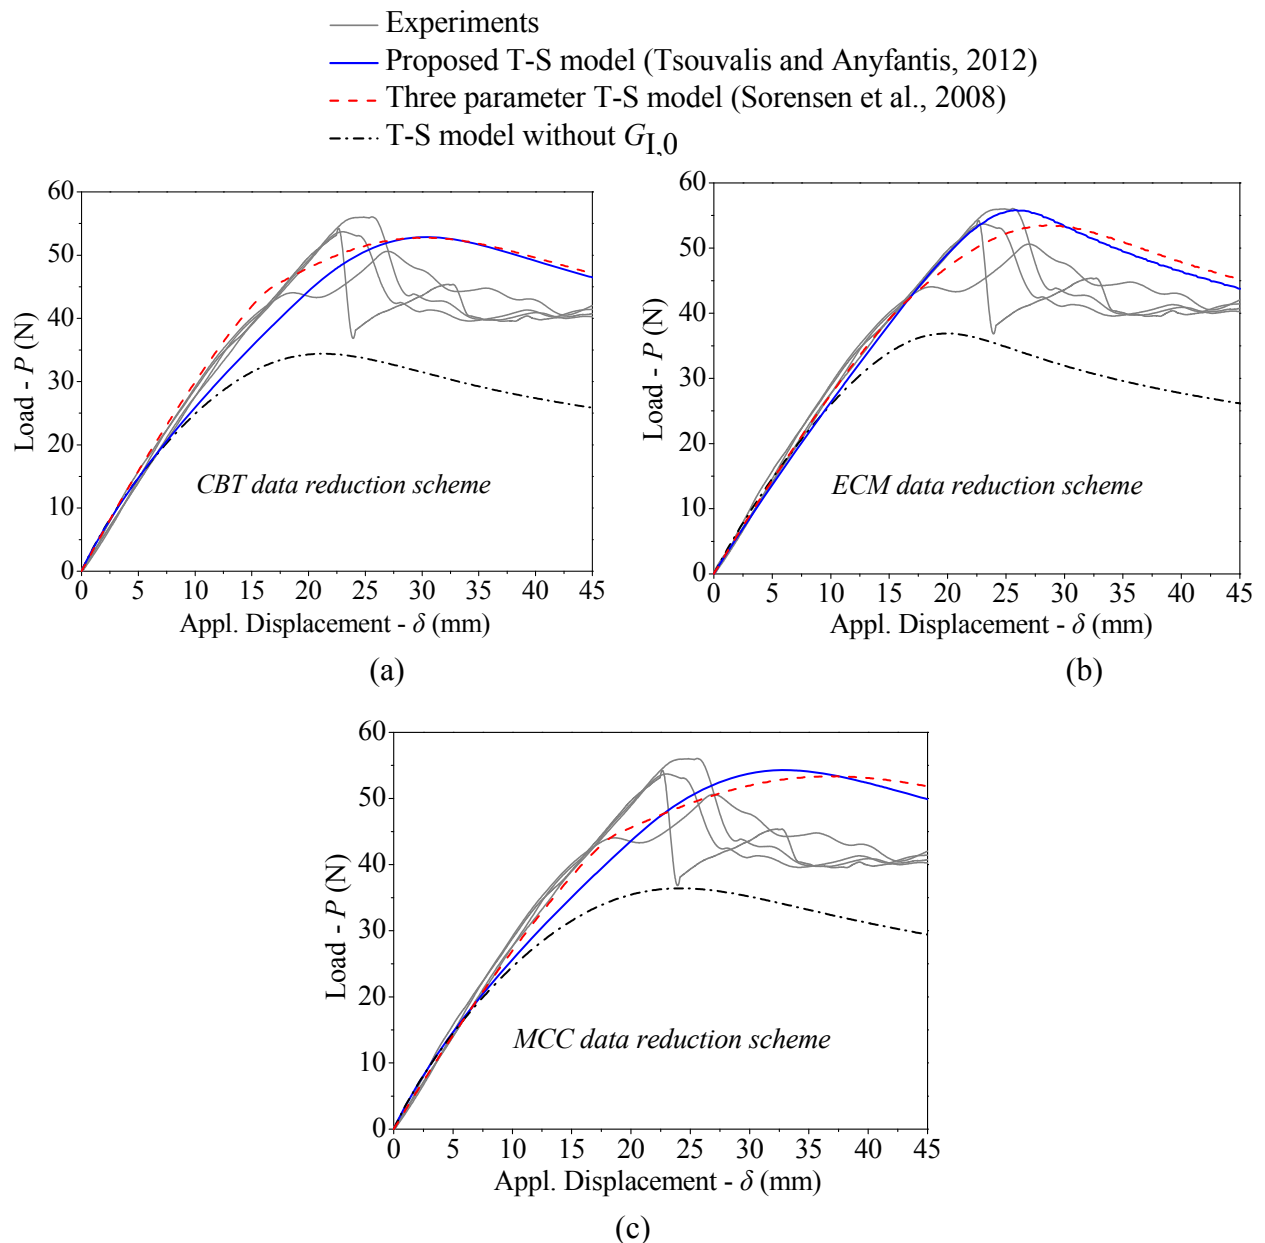 Experiments
Proposed T-S model (Tsouvalis and Anyfantis, 2012)
Three parameter T-S model (Sorensen et al., 2008)
T-S model without G_I,0
60
50
40
30
20
10
0
Load - P (N)
CBT data reduction scheme
0 5 10 15 20 25 30 35 40 45
Appl. Displacement - δ (mm)
(a)
60
50
40
30
20
10
0
Load - P (N)
ECM data reduction scheme
0 5 10 15 20 25 30 35 40 45
Appl. Displacement - δ (mm)
(b)
60
50
40
30
20
10
0
Load - P (N)
MCC data reduction scheme
0 5 10 15 20 25 30 35 40 45
Appl. Displacement - δ (mm)
(c)